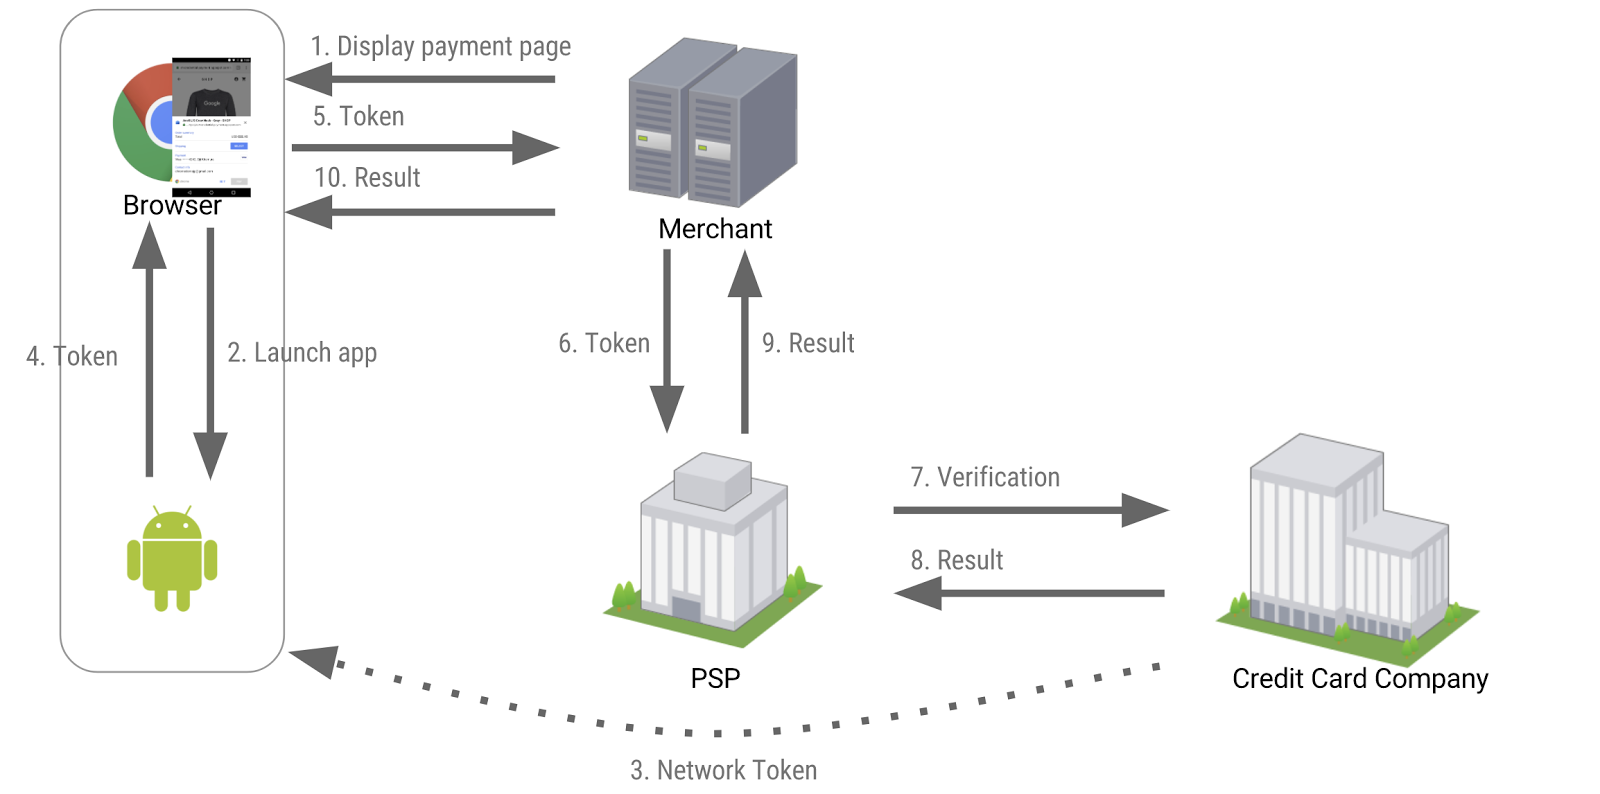 1. Display payment page
5. Token
10. Result
Google
Browser
Merchant
4. Token
2. Launch app
6. Token
9. Result
7. Verification
8. Result
PSP
Credit Card Company
3. Network Token